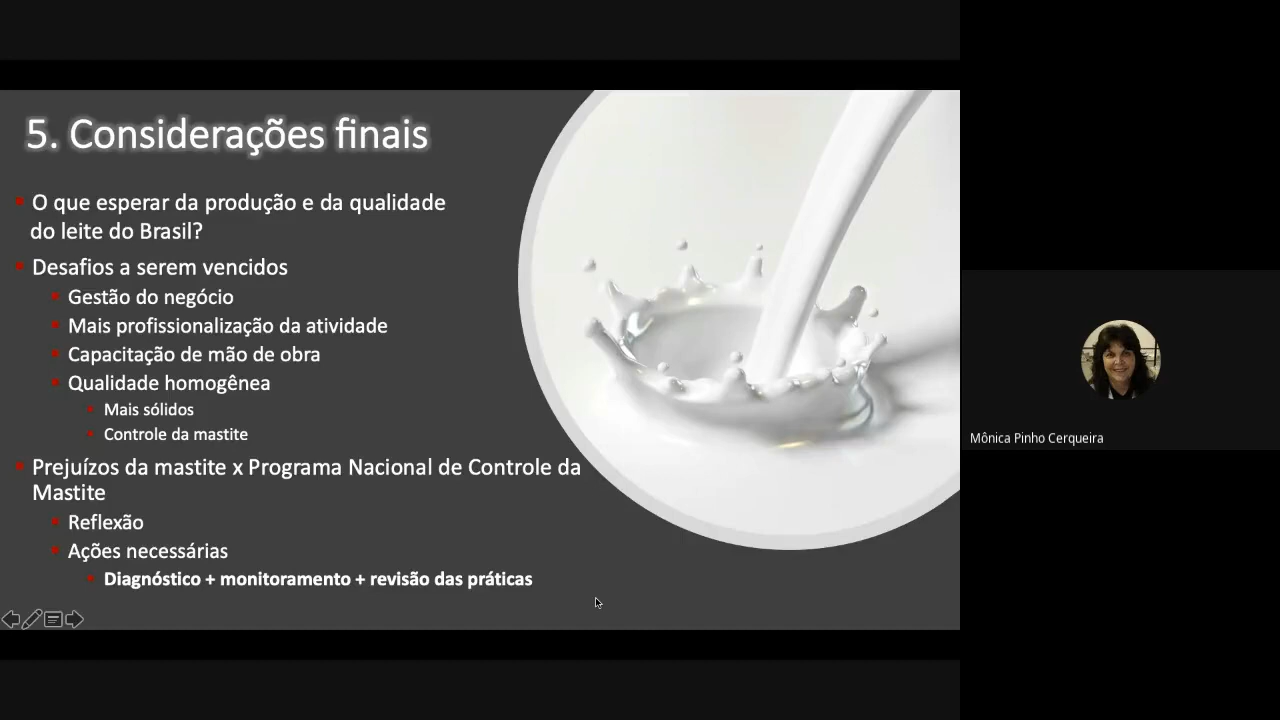 5. Considerações finais
O que esperar da produção e da qualidade
do leite do Brasil?
Desafios a serem vencidos
Gestão do negócio
Mais profissionalização da atividade
Capacitação de mão de obra
Qualidade homogênea
Mais sólidos
Controle da mastite
Prejuízos da mastite x Programa Nacional de Controle da
Mastite
Reflexão
Ações necessárias
Diagnóstico + monitoramento + revisão das práticas
Mônica Pinho Cerqueira